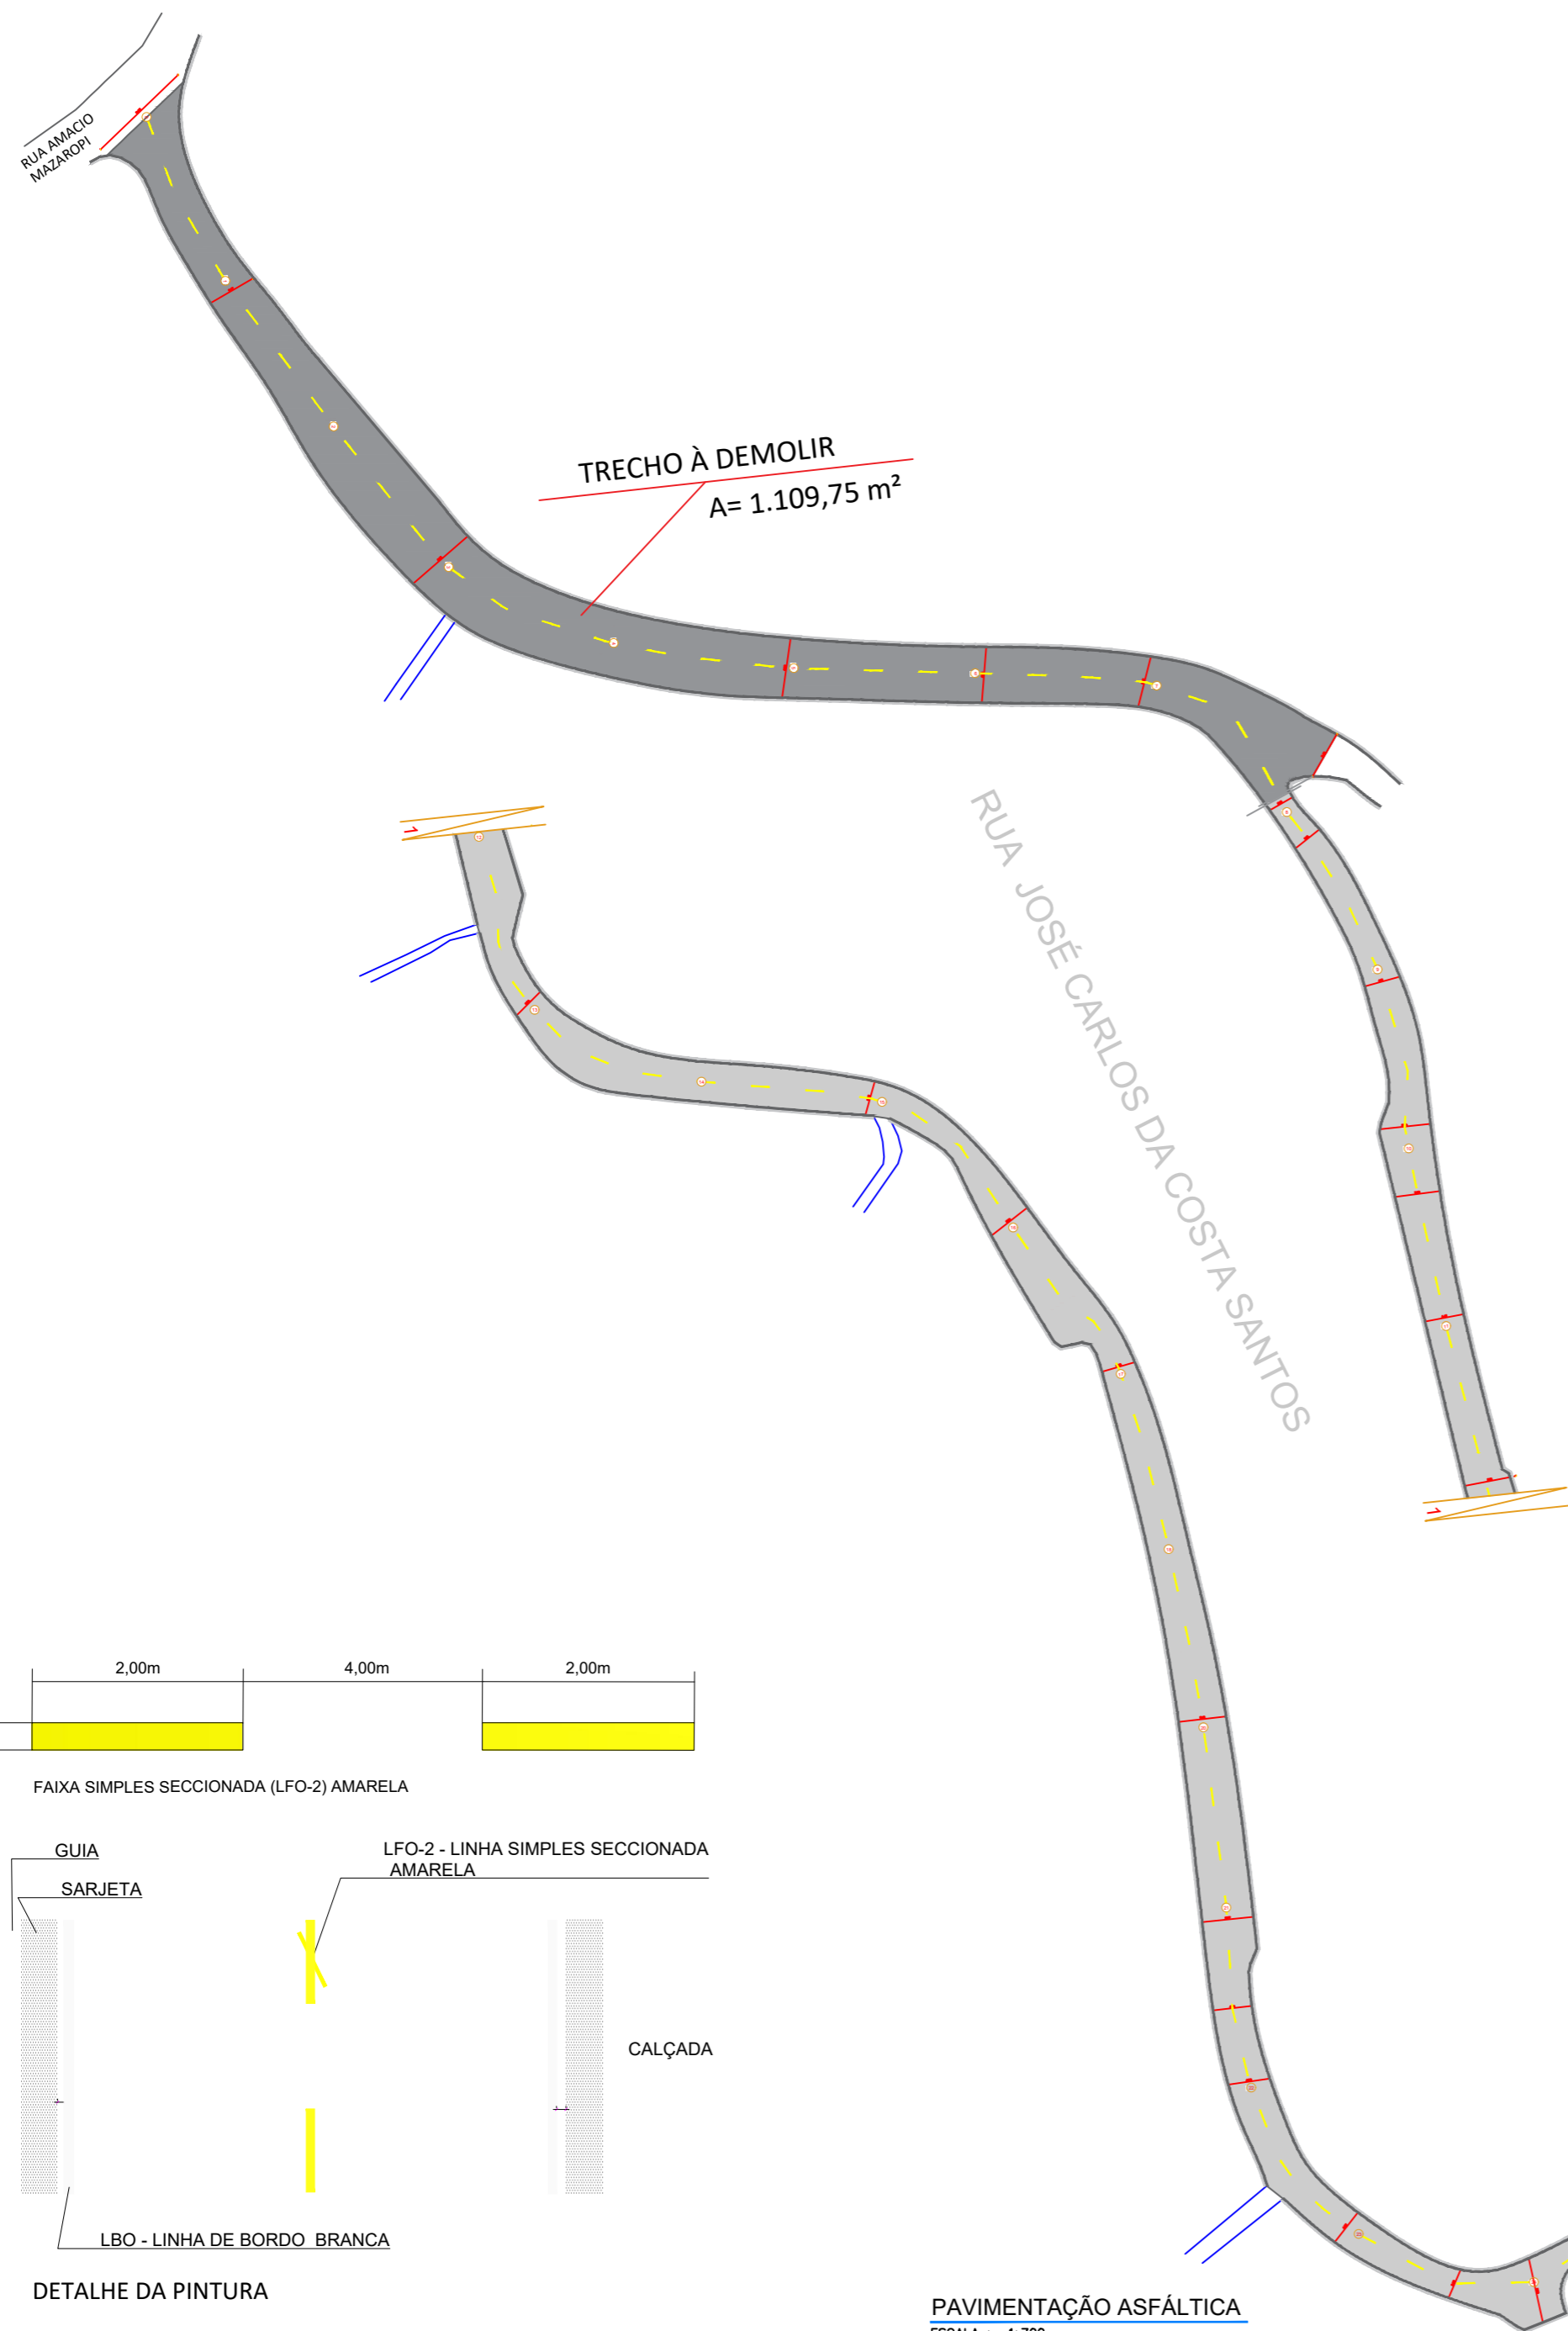 RUA AMACIO
MAZAROPI
TRECHO À DEMOLIR
A= 1.109,75 m²
RUA JOSÉ CARLOS DA COSTA SANTOS
1
1
2,00m
4,00m
2,00m
FAIXA SIMPLES SECCIONADA (LFO-2) AMARELA
GUIA
SARJETA
LFO-2 - LINHA SIMPLES SECCIONADA
AMARELA
CALÇADA
LBO - LINHA DE BORDO BRANCA
DETALHE DA PINTURA
PAVIMENTAÇÃO ASFÁLTICA